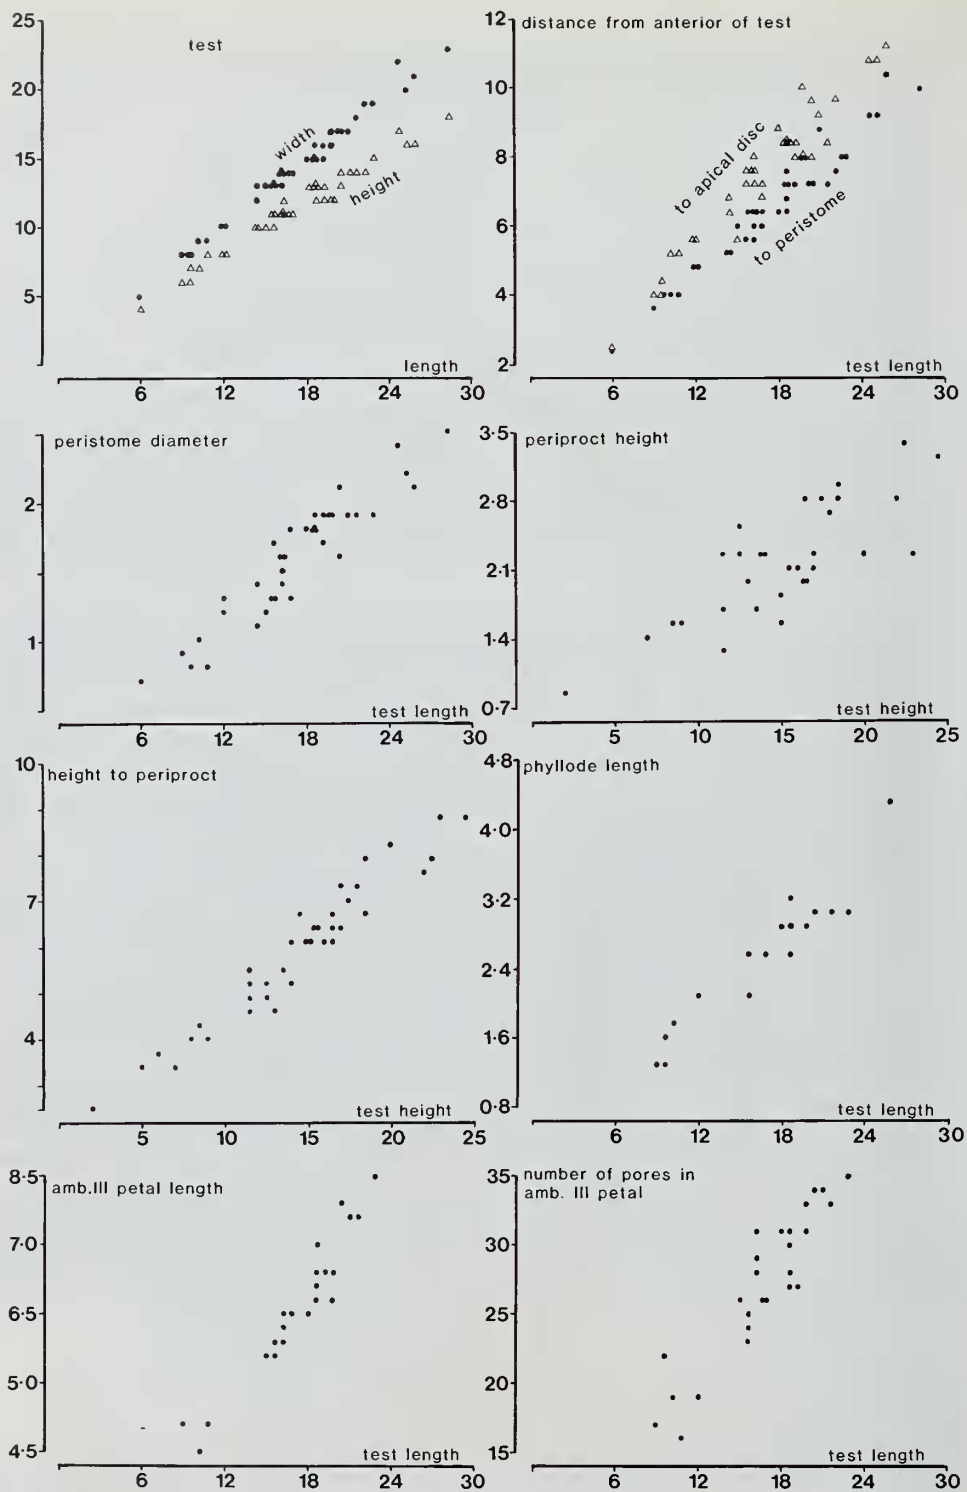 25
20
15
10
5
test
width
height
length
6 12 18 24 30
distance from anterior of test
12
10
8
6
4
2
to apical disc
to peristome
test length
6 12 18 24 30
peristome diameter
2
1
test length
6 12 18 24 30
periproct height
3·5
2·8
2·1
1·4
0·7
test height
5 10 15 20 25
height to periproct
10
7
4
test height
5 10 15 20 25
phyllode length
4·8
4·0
3·2
2·4
1·6
0·8
test length
6 12 18 24 30
amb.III petal length
8·5
7·0
6·5
5·0
4·5
test length
6 12 18 24 30
number of pores in
amb. III petal
35
30
25
20
15
test length
6 12 18 24 30